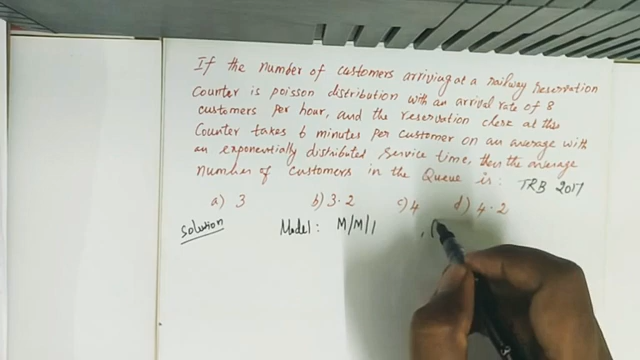 If the number of customers arriving at a railway reservation
counter is poisson distribution with an arrival rate of 8
customers per hour, and the reservation clerk at this
counter takes 6 minutes per customer on an average with
an exponentially distributed service time, then the average
number of customers in the Queue is: TRB 2017
a) 3 b) 3.2 c) 4 d) 4.2
Solution Model: M/M/1 , (